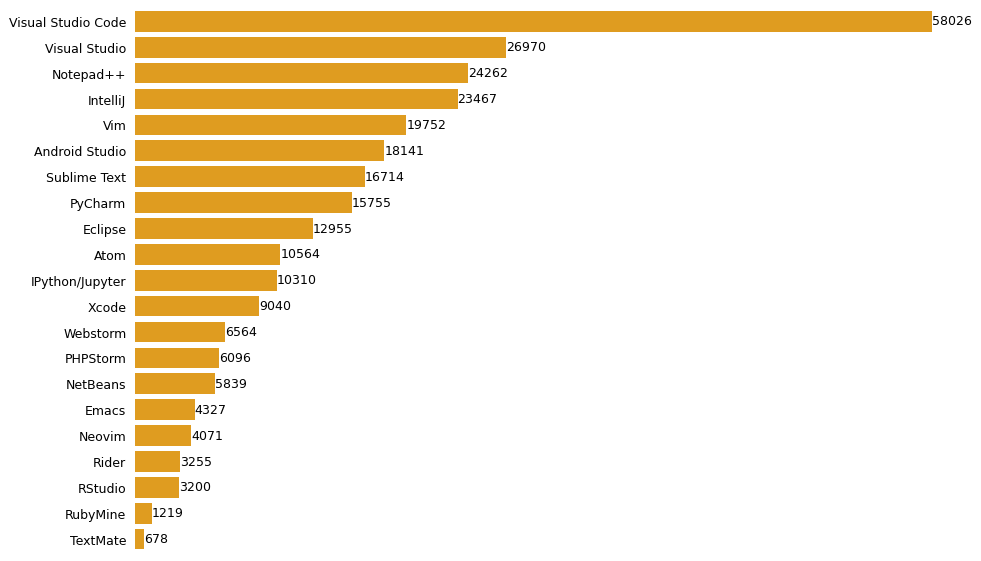 Visual Studio Code 58026
Visual Studio 26970
Notepad++ 24262
IntelliJ 23467
Vim 19752
Android Studio 18141
Sublime Text 16714
PyCharm 15755
Eclipse 12955
Atom 10564
IPython/Jupyter 10310
Xcode 9040
Webstorm 6564
PHPStorm 6096
NetBeans 5839
Emacs 4327
Neovim 4071
Rider 3255
RStudio 3200
RubyMine 1219
TextMate 678